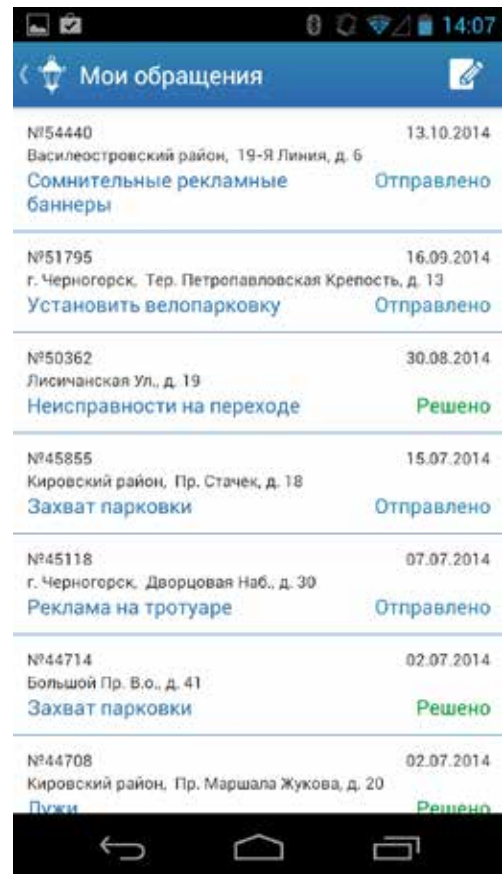 14:07
Мои обращения
№54440 13.10.2014
Василеостровский район, 19-Я Линия, д. 6
Сомнительные рекламные Отправлено
баннеры
№51795 16.09.2014
г. Черногорск, Тер. Петропавловская Крепость, д. 13
Установить велопарковку Отправлено
№50362 30.08.2014
Лисичанская Ул., д. 19
Неисправности на переходе Решено
№45855 15.07.2014
Кировский район, Пр. Стачек, д. 18
Захват парковки Отправлено
№45118 07.07.2014
г. Черногорск, Дворцовая Наб., д. 30
Реклама на тротуаре Отправлено
№44714 02.07.2014
Большой Пр. В.о., д. 41
Захват парковки Решено
№44708 02.07.2014
Кировский район, Пр. Маршала Жукова, д. 20
Лужи Решено